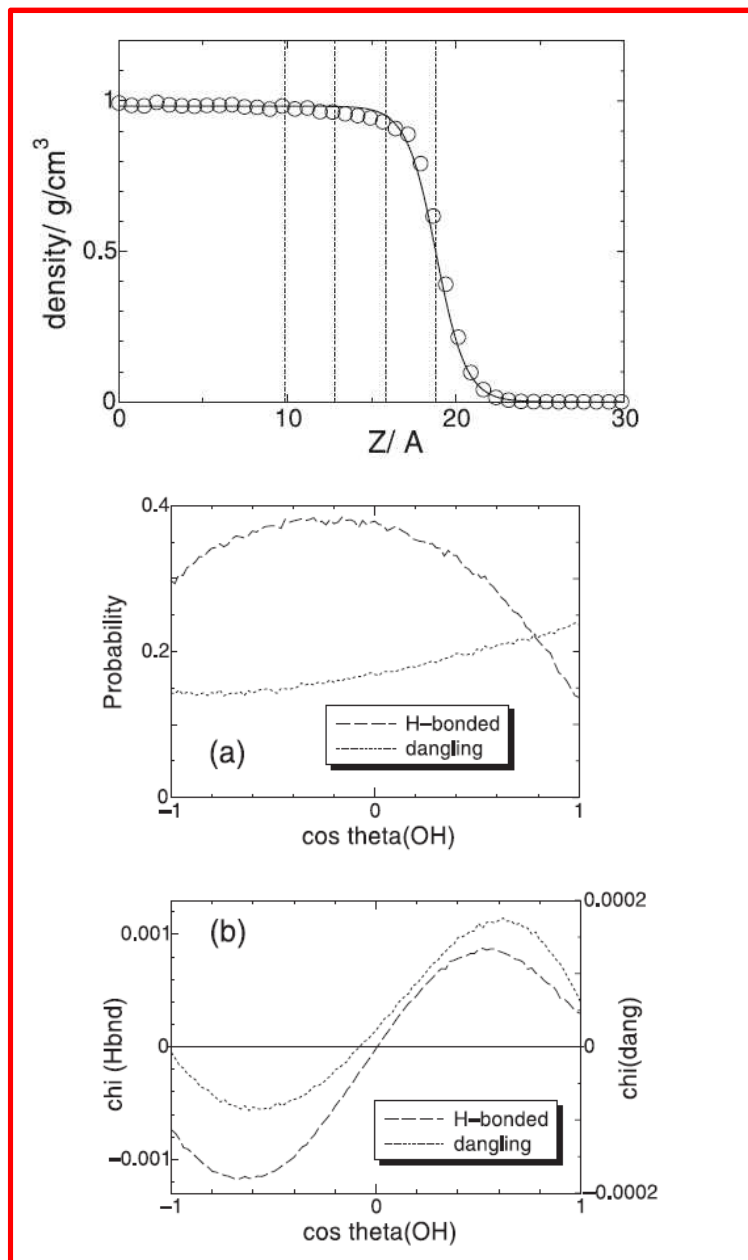 1
0.5
0
density/ g/cm3
0
10
20
30
Z/ A
0.4
0.2
0
Probability
H-bonded
dangling
(a)
-1
0
1
cos theta(OH)
0.001
0
-0.001
chi (Hbnd)
(b)
0.0002
0
-0.0002
chi(dang)
H-bonded
dangling
-1
0
1
cos theta(OH)